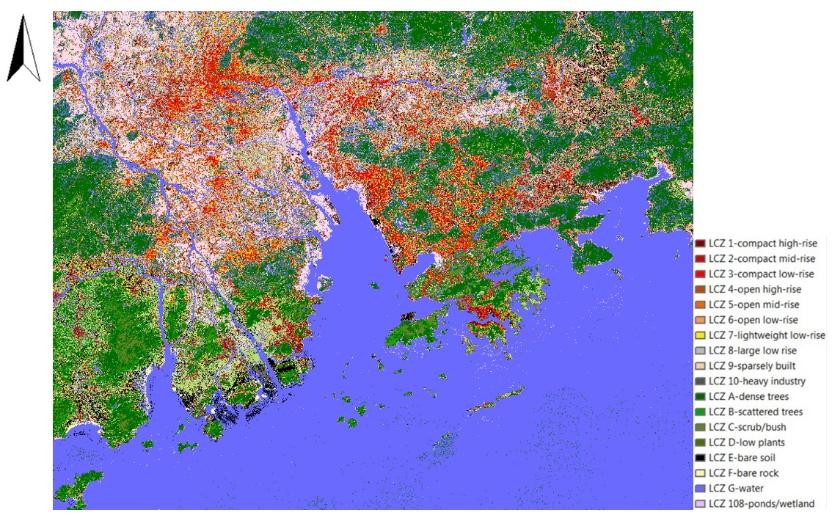 LCZ 1-compact high-rise
LCZ 2-compact mid-rise
LCZ 3-compact low-rise
LCZ 4-open high-rise
LCZ 5-open mid-rise
LCZ 6-open low-rise
LCZ 7-lightweight low-rise
LCZ 8-large low rise
LCZ 9-sparsely built
LCZ 10-heavy industry
LCZ A-dense trees
LCZ B-scattered trees
LCZ C-scrub/bush
LCZ D-low plants
LCZ E-bare soil
LCZ F-bare rock
LCZ G-water
LCZ 108-ponds/wetland